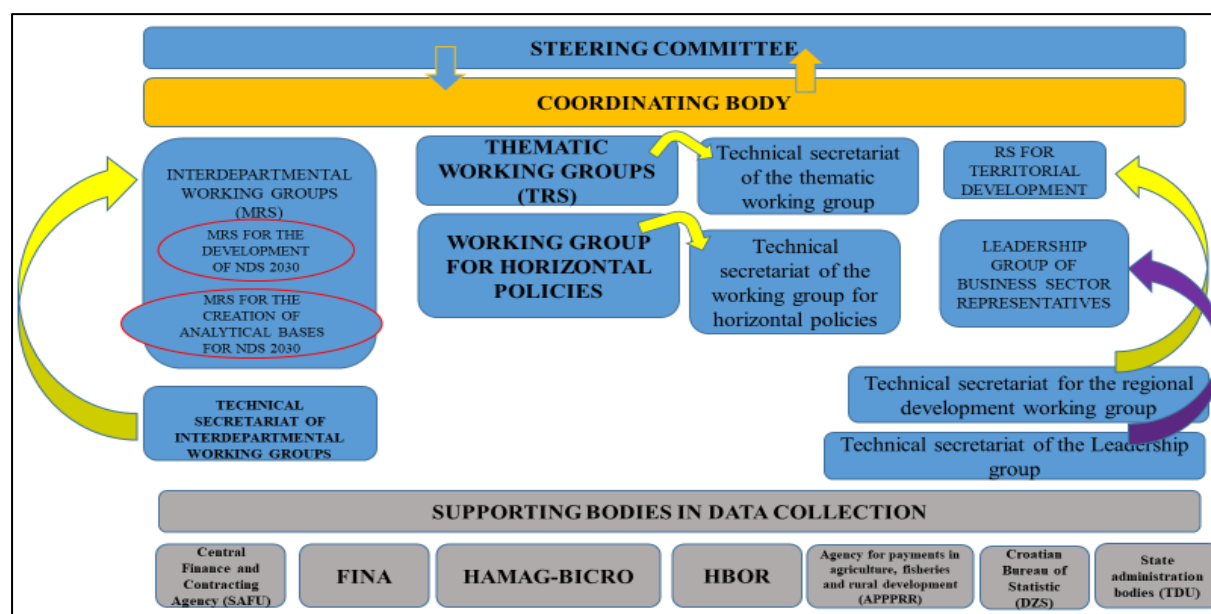 STEERING COMMITTEE
COORDINATING BODY
INTERDEPARTMENTAL
WORKING GROUPS
(MRS)
MRS FOR THE
DEVELOPMENT
OF NDS 2030
MRS FOR THE
CREATION OF
ANALYTICAL BASES
FOR NDS 2030
TECHNICAL
SECRETARIAT OF
INTERDEPARTMENTAL
WORKING GROUPS
THEMATIC
WORKING GROUPS
(TRS)
Technical secretariat
of the thematic
working group
WORKING GROUP
FOR HORIZONTAL
POLICIES
Technical
secretariat of the
working group for
horizontal policies
RS FOR
TERRITORIAL
DEVELOPMENT
LEADERSHIP
GROUP OF
BUSINESS SECTOR
REPRESENTATIVES
Technical secretariat for the regional
development working group
Technical secretariat of the Leadership
group
SUPPORTING BODIES IN DATA COLLECTION
Central
Finance and
Contracting
Agency (SAFU)
FINA
HAMAG-BICRO
HBOR
Agency for payments in
agriculture, fisheries
and rural development
(APPPRR)
Croatian
Bureau of
Statistic
(DZS)
State
administration
bodies (TDU)